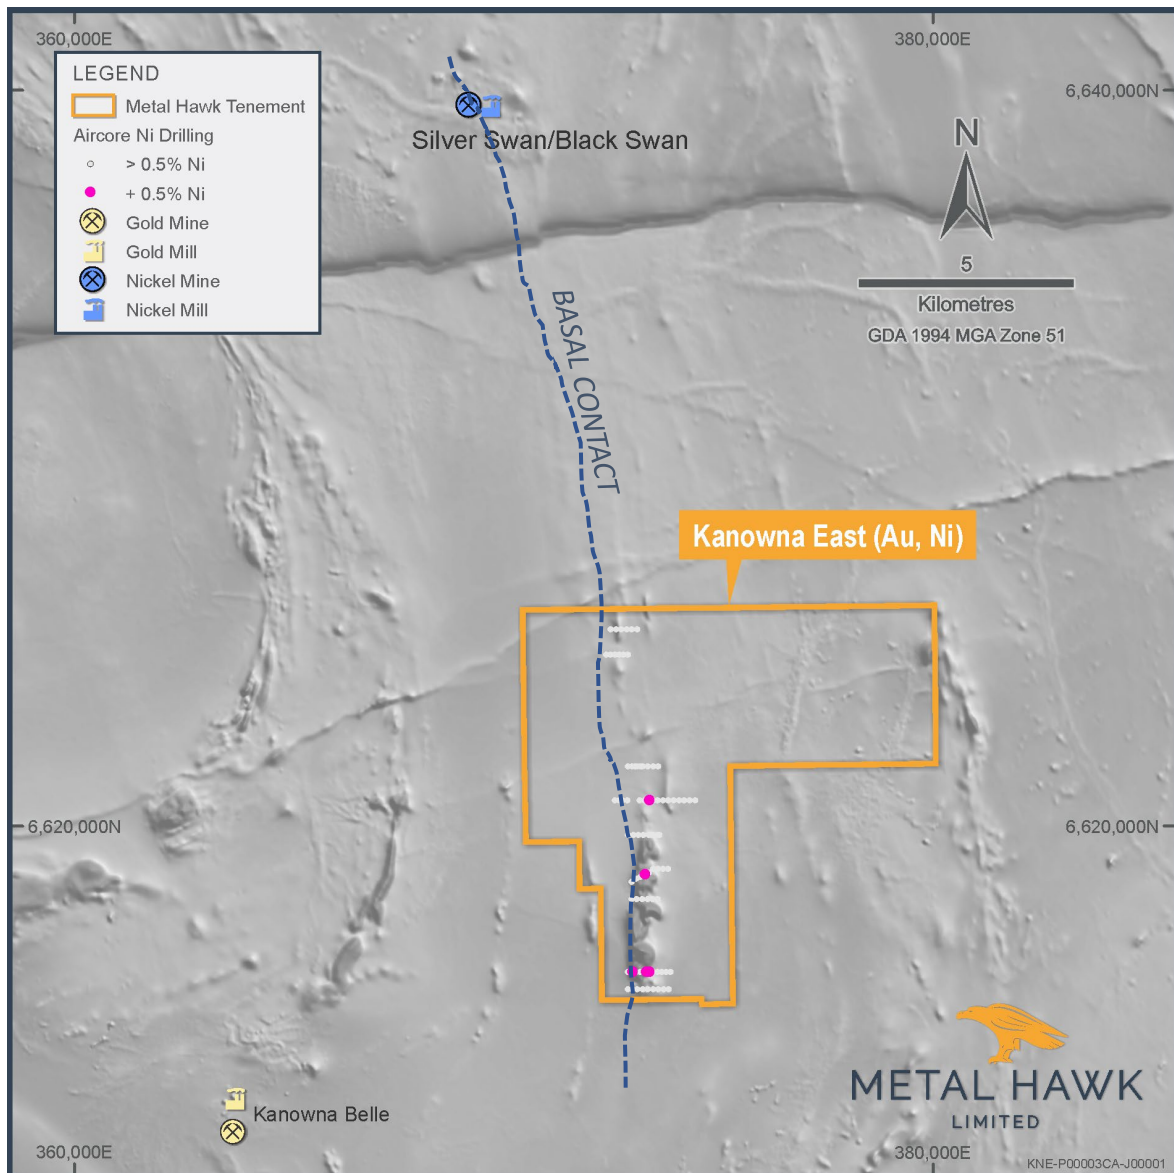 360,000E
380,000E
LEGEND
Metal Hawk Tenement
Aircore Ni Drilling
> 0.5% Ni
+ 0.5% Ni
Gold Mine
Gold Mill
Nickel Mine
Nickel Mill
6,640,000N
Silver Swan/Black Swan
N
5
Kilometres
GDA 1994 MGA Zone 51
BASAL CONTACT
Kanowna East (Au, Ni)
6,620,000N
6,620,000N
METAL HAWK
LIMITED
Kanowna Belle
360,000E
380,000E
KNE-P00003CA-J00001